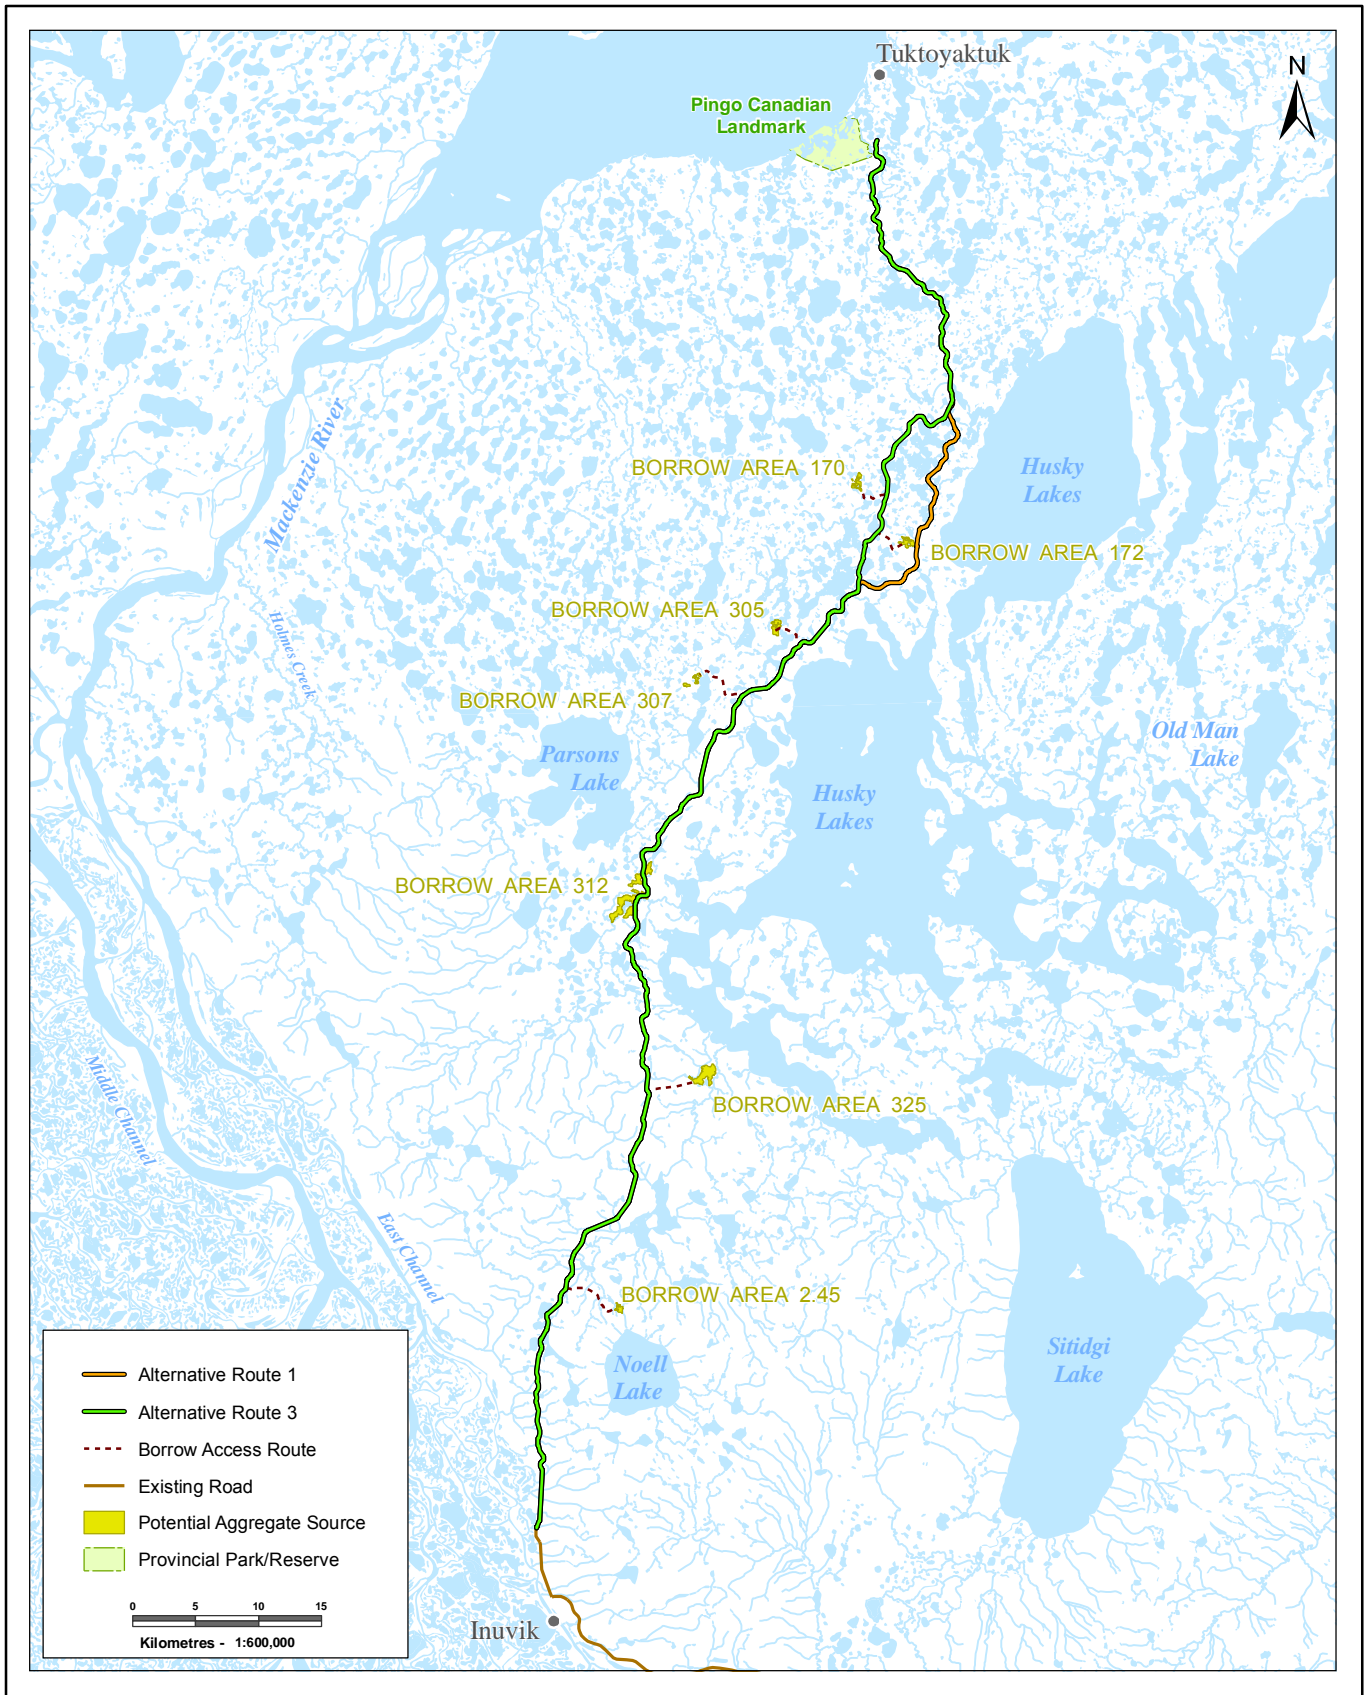 Tuktoyaktuk
N
Pingo Canadian
Landmark
Mackenzie River
BORROW AREA 170
Husky
Lakes
BORROW AREA 172
BORROW AREA 305
Holmes Creek
BORROW AREA 307
Old Man
Lake
Parsons
Lake
Husky
Lakes
BORROW AREA 312
Middle Channel
BORROW AREA 325
East Channel
BORROW AREA 2.45
Noell
Lake
Sitidgi
Lake
Alternative Route 1
Alternative Route 3
Borrow Access Route
Existing Road
Potential Aggregate Source
Provincial Park/Reserve
0 5 10 15
Kilometres - 1:600,000
Inuvik